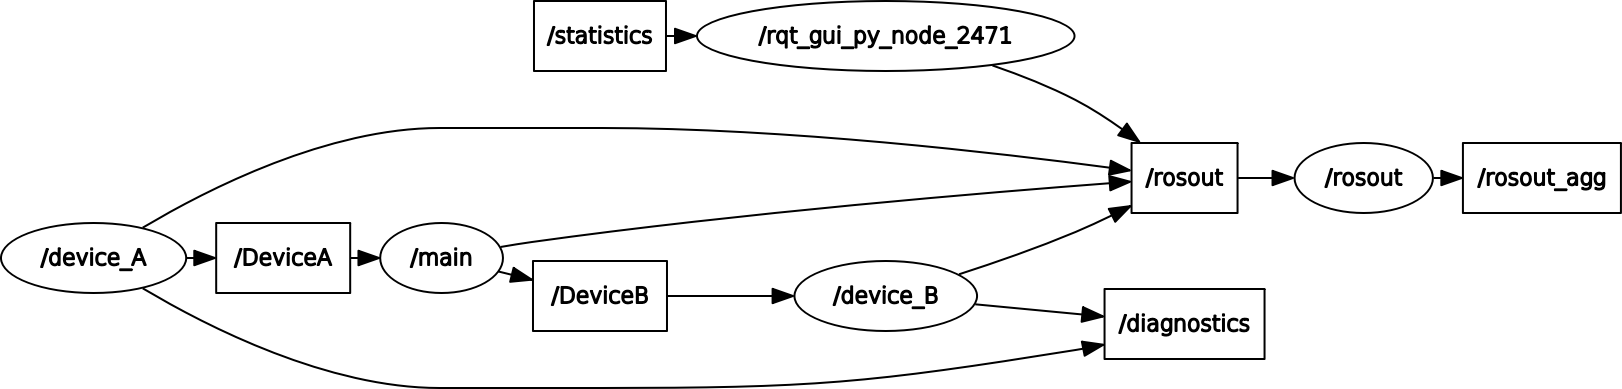 /statistics
/rqt_gui_py_node_2471
/rosout
/rosout
/rosout_agg
/device_A
/DeviceA
/main
/DeviceB
/device_B
/diagnostics